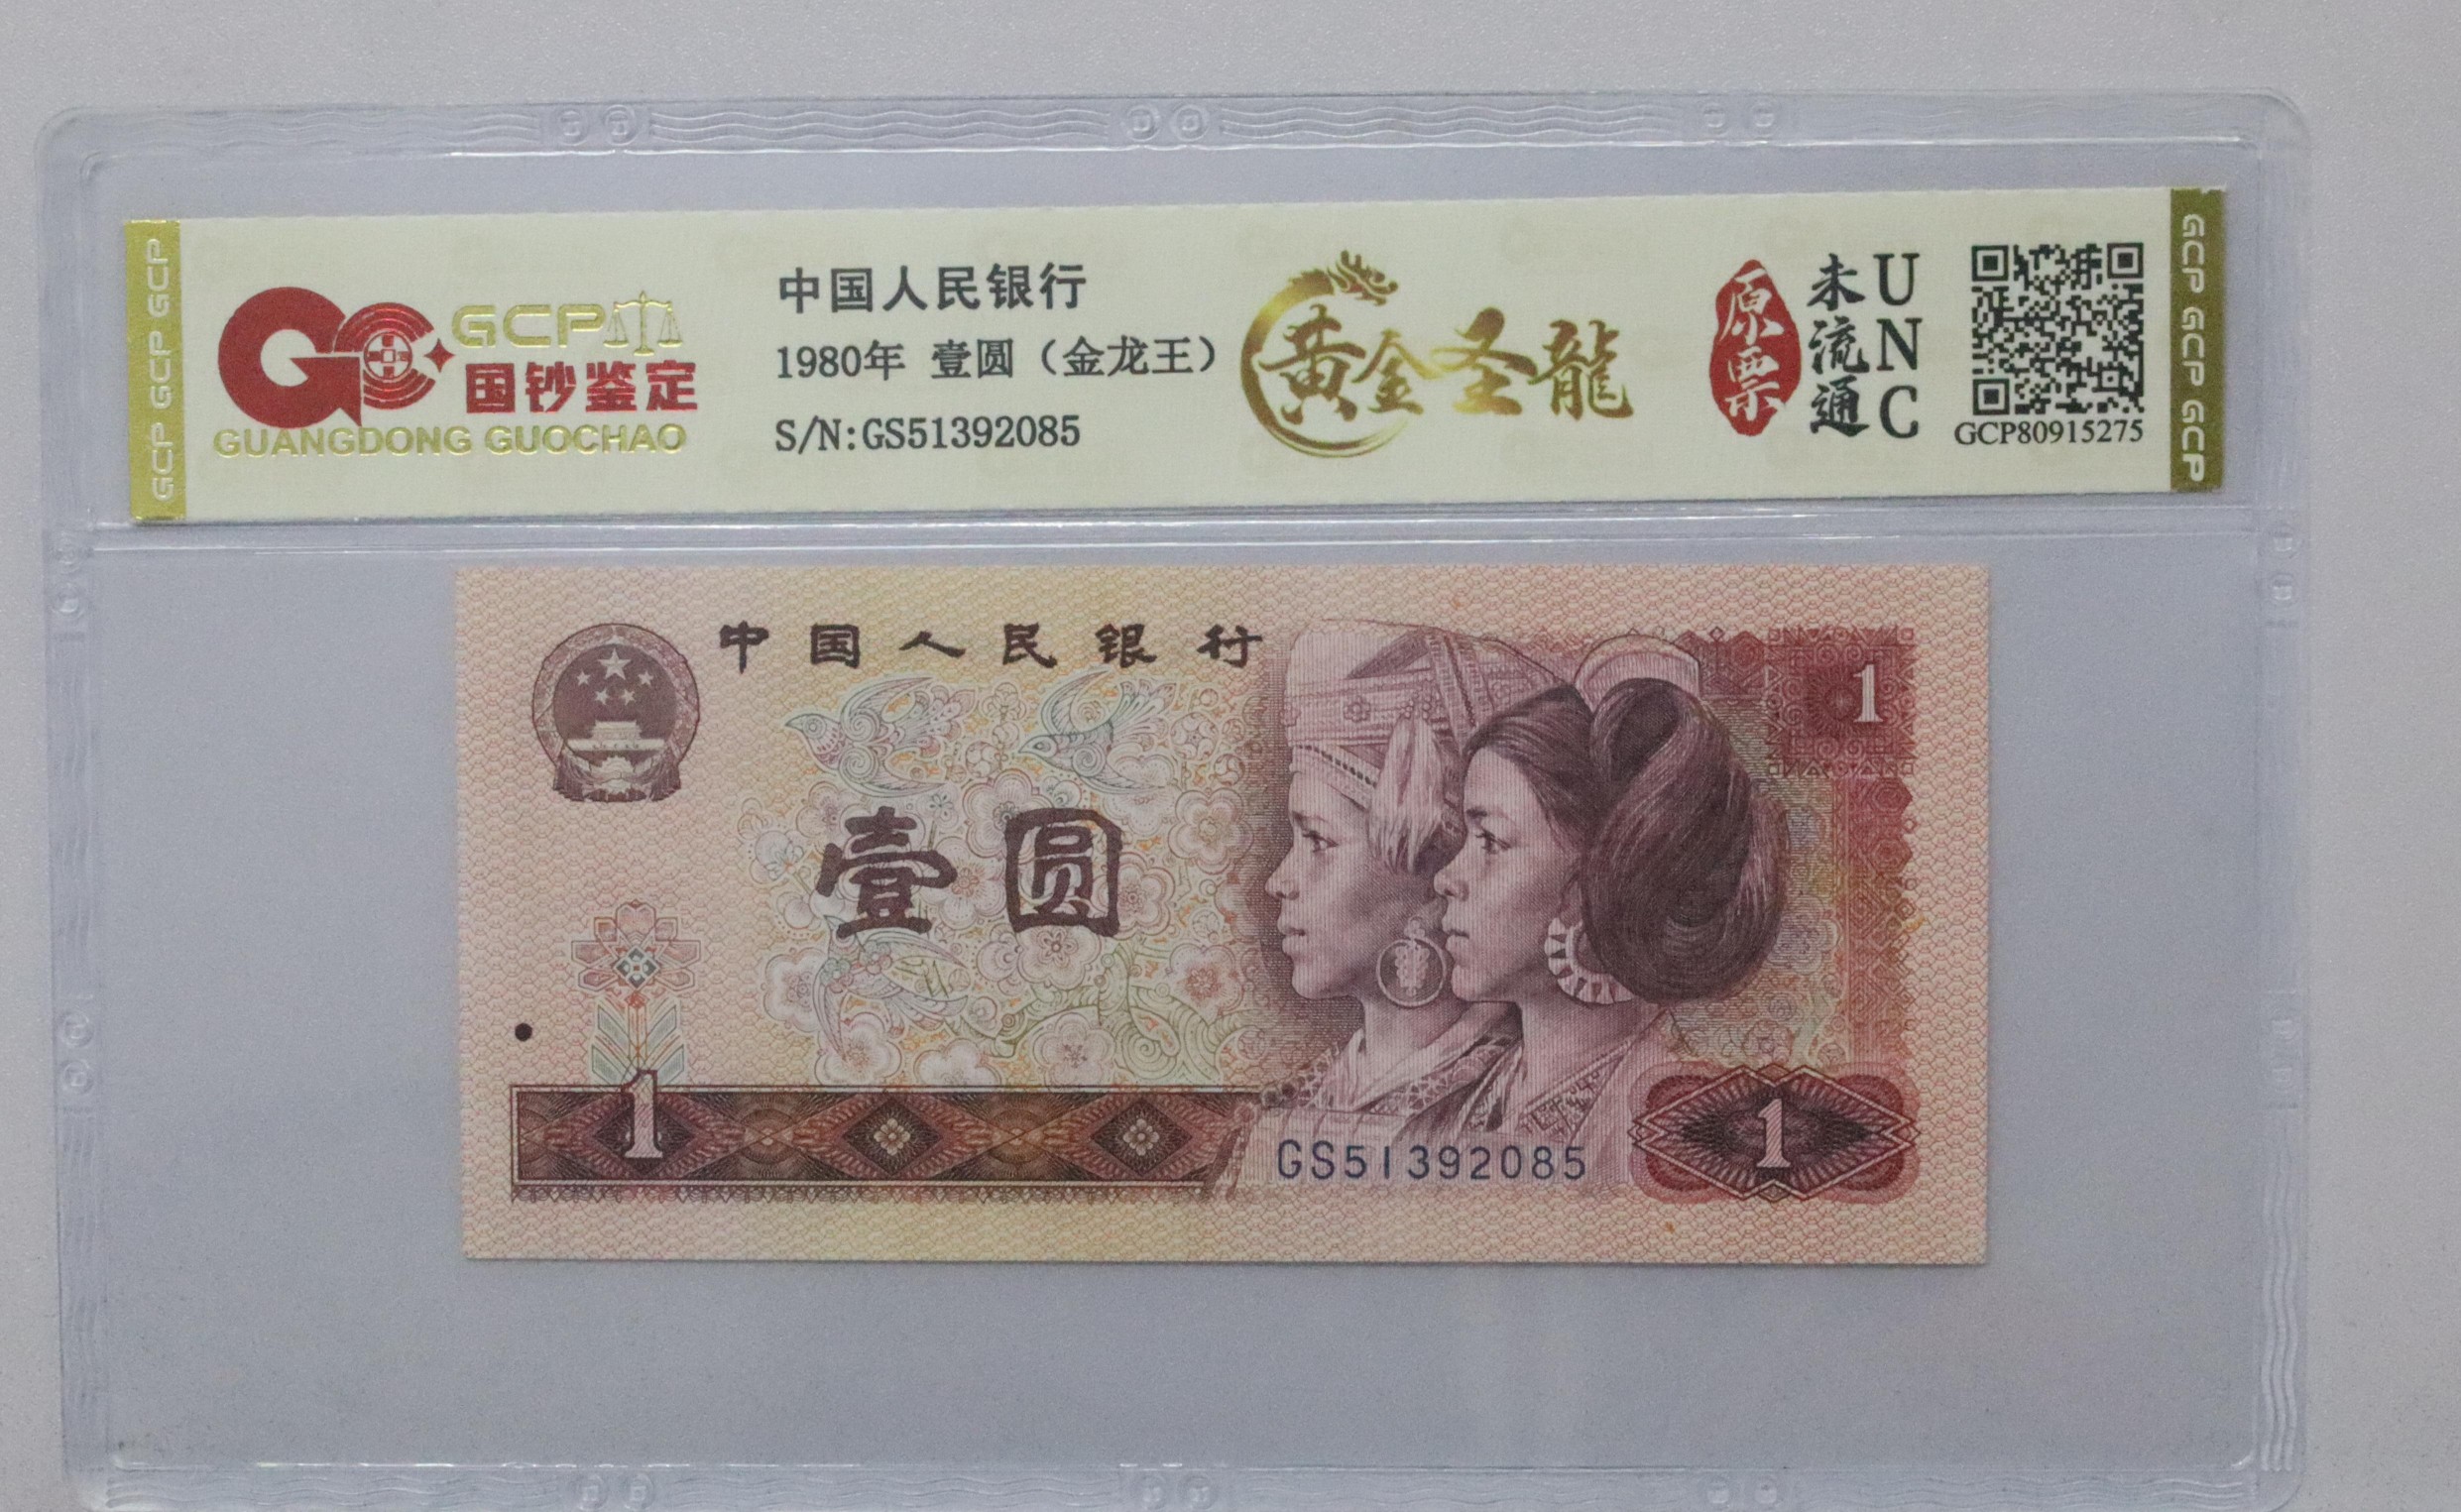 GCP GCP GCP
GCP
国钞鉴定
GUANGDONG GUOCHAO
中国人民银行
1980年 壹圆（金龙王）
S/N:GS51392085
黄金圣龍
原票
未流通
UNC
GCP80915275
GCP GCP GCP
中国人民银行
1
壹圆
1
GS51392085
1